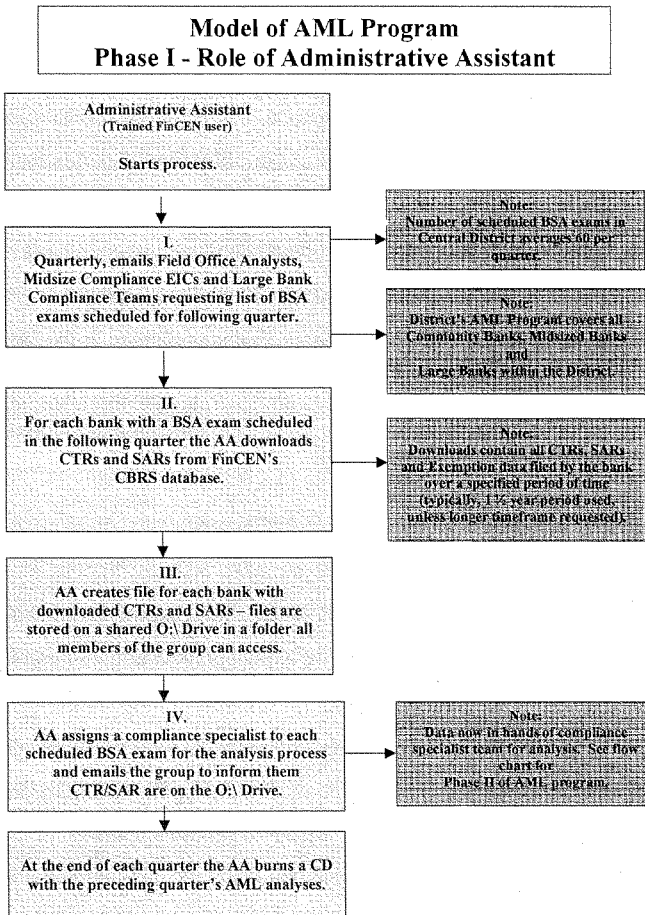 Model of AML Program
Phase I - Role of Administrative Assistant
Administrative Assistant
(Trained FinCEN user)
Starts process.
I.
Quarterly, emails Field Office Analysts,
Midsize Compliance EICs and Large Bank
Compliance Teams requesting list of BSA
exams scheduled for following quarter.
Note:
Number of scheduled BSA exams in
Central District averages 60 per
quarter.
Note:
District's AML Program covers all
Community Banks, Midsized Banks
and
Large Banks within the District.
II.
For each bank with a BSA exam scheduled
in the following quarter the AA downloads
CTRs and SARs from FinCEN's
CBRS database.
Note:
Downloads contain all CTRs, SARs
and Exemption data filed by the bank
over a specified period of time
(typically, 1 ½ year period used,
unless longer timeframe requested).
III.
AA creates file for each bank with
downloaded CTRs and SARs – files are
stored on a shared O:\ Drive in a folder all
members of the group can access.
IV.
AA assigns a compliance specialist to each
scheduled BSA exam for the analysis process
and emails the group to inform them
CTR/SAR are on the O:\ Drive.
Note:
Data now in hands of compliance
specialist team for analysis. See flow
chart for
Phase II of AML program.
At the end of each quarter the AA burns a CD
with the preceding quarter's AML analyses.